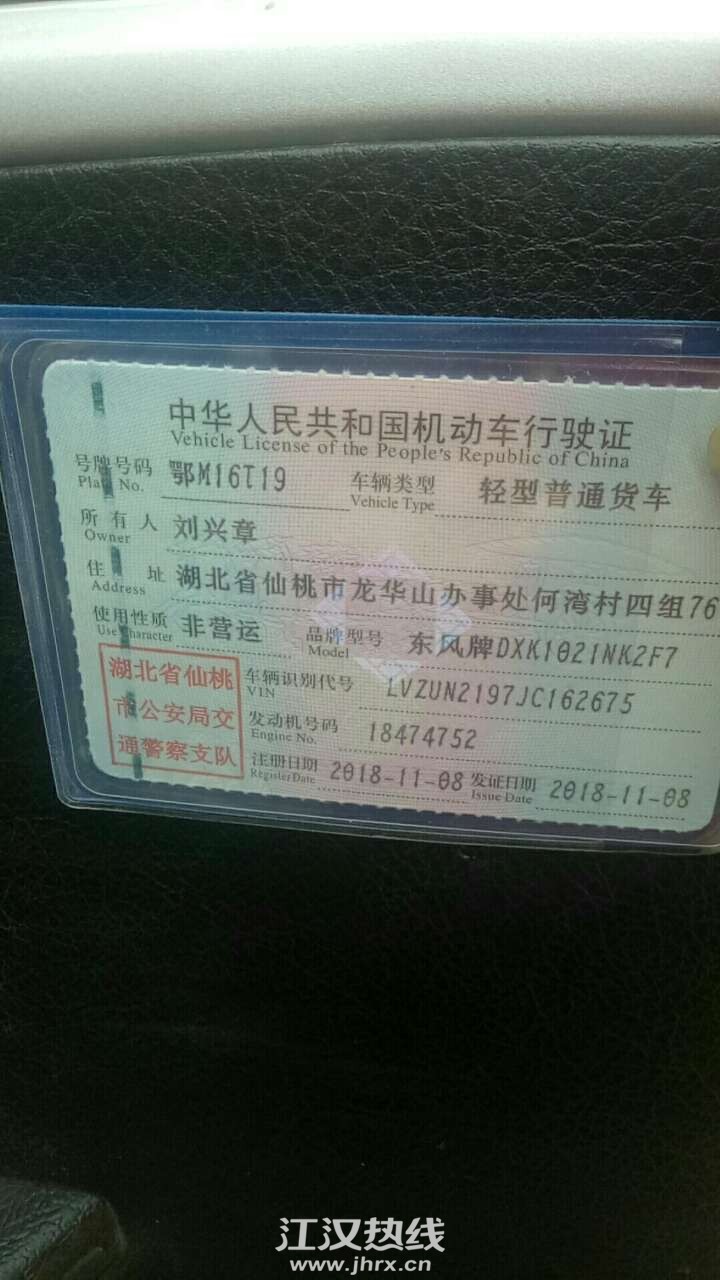 中华人民共和国机动车行驶证
Vehicle License of the People's Republic of China
号牌号码 鄂M16T19 车辆类型 轻型普通货车
Plate No. Vehicle Type
所有人 刘兴章
Owner
住址 湖北省仙桃市龙华山办事处何湾村四组76
Address
使用性质 非营运 品牌型号 东风牌DXK1021NK2F7
Use Character Model
湖北省仙桃 车辆识别代号 LVZUN2197JC162675
VIN
市公安局交 发动机号码 18474752
Engine No.
通警察支队 注册日期 2018-11-08 发证日期 2018-11-08
Register Date Issue Date
江汉热线
www.jhrx.cn